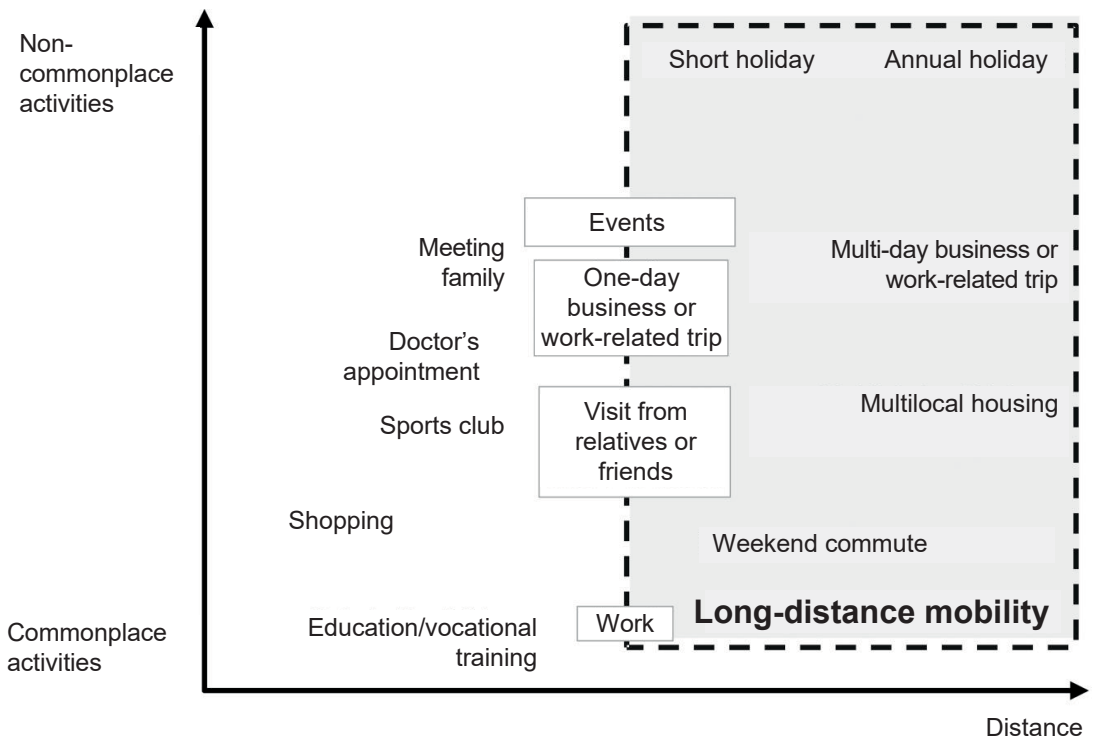 Non-
commonplace
activities
Short holiday
Annual holiday
Events
Meeting
family
Multi-day business or
work-related trip
One-day
business or
work-related trip
Doctor’s
appointment
Multilocal housing
Sports club
Visit from
relatives or
friends
Shopping
Weekend commute
Long-distance mobility
Work
Education/vocational
training
Commonplace
activities
Distance